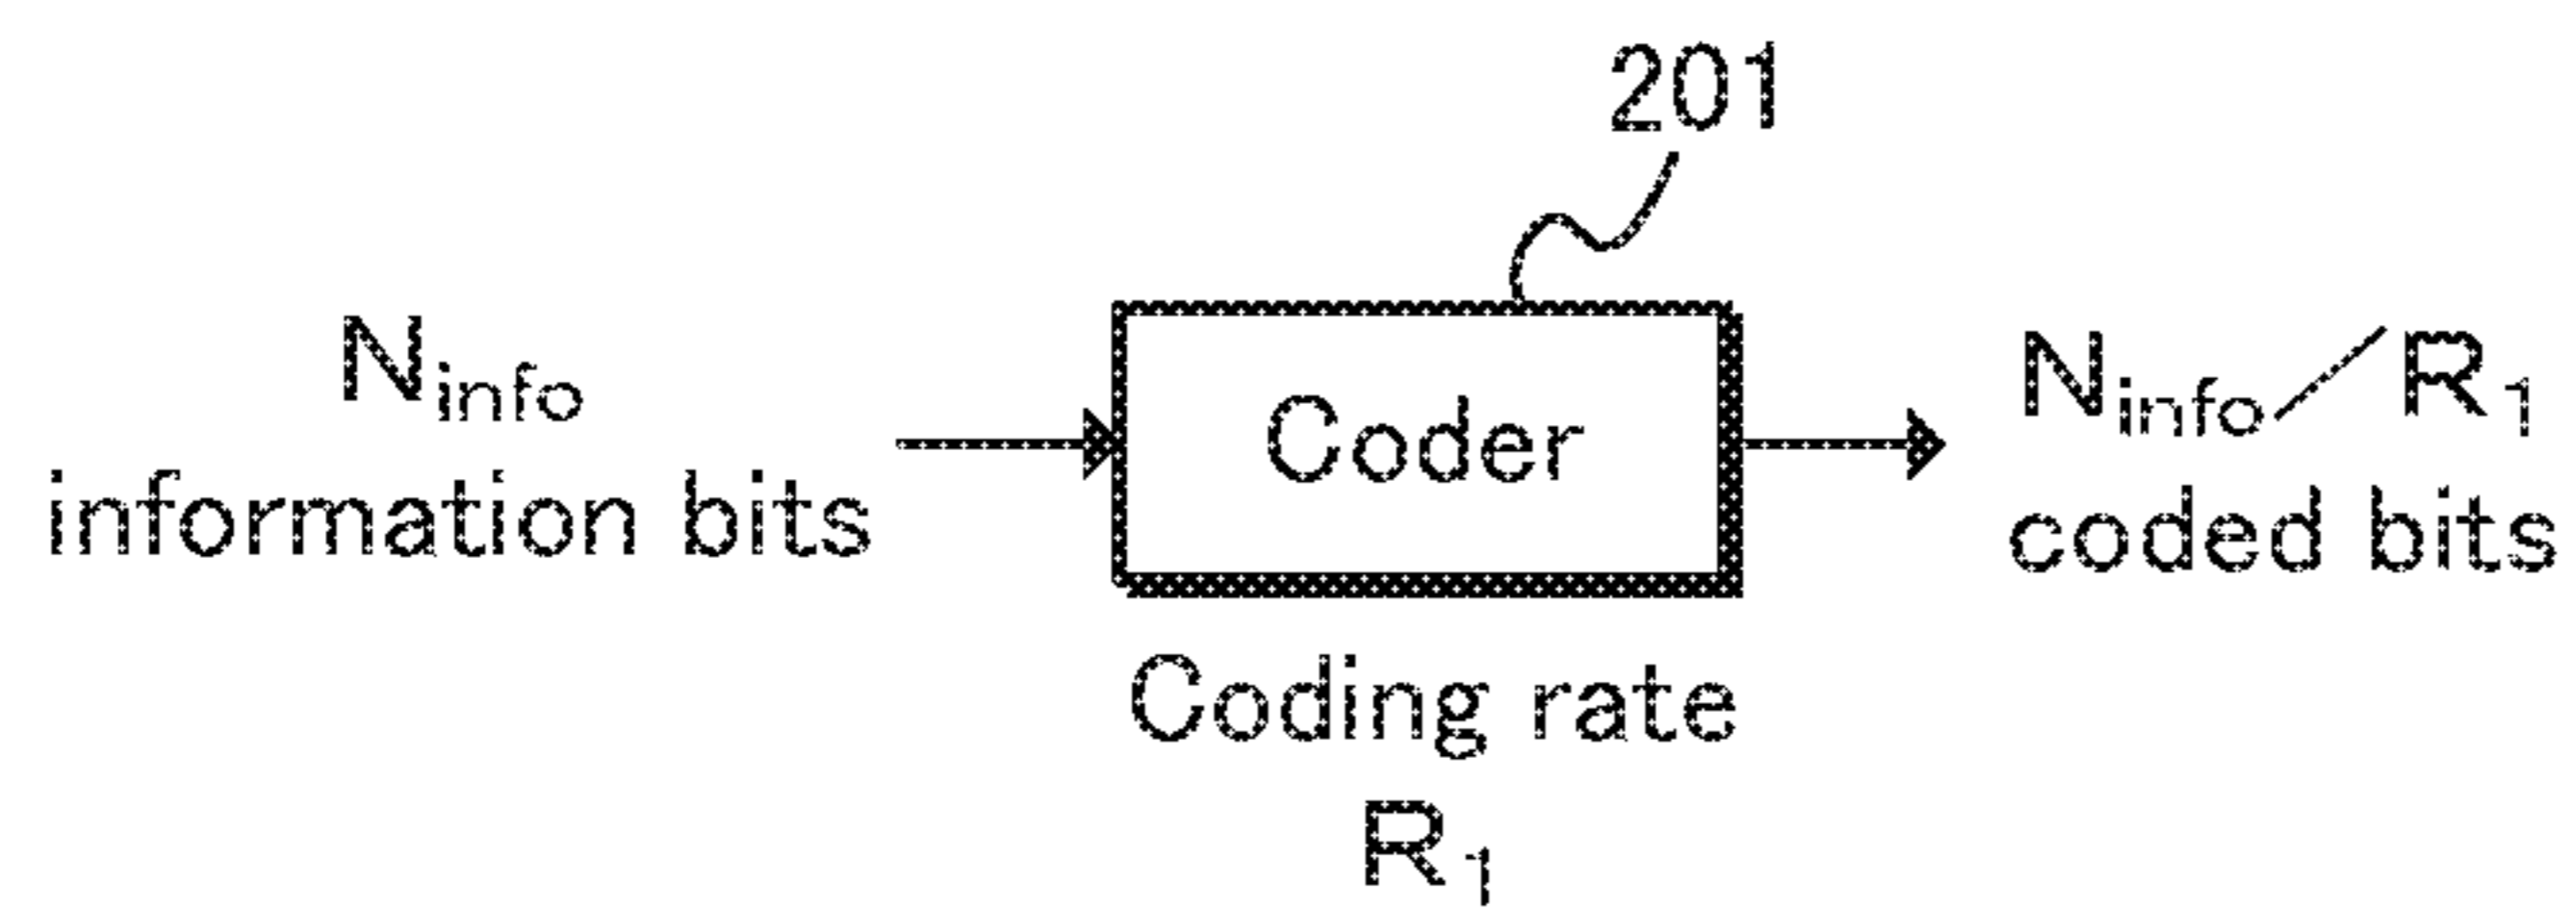 201
N_info
information bits
Coder
N_info/R_1
coded bits
Coding rate
R_1